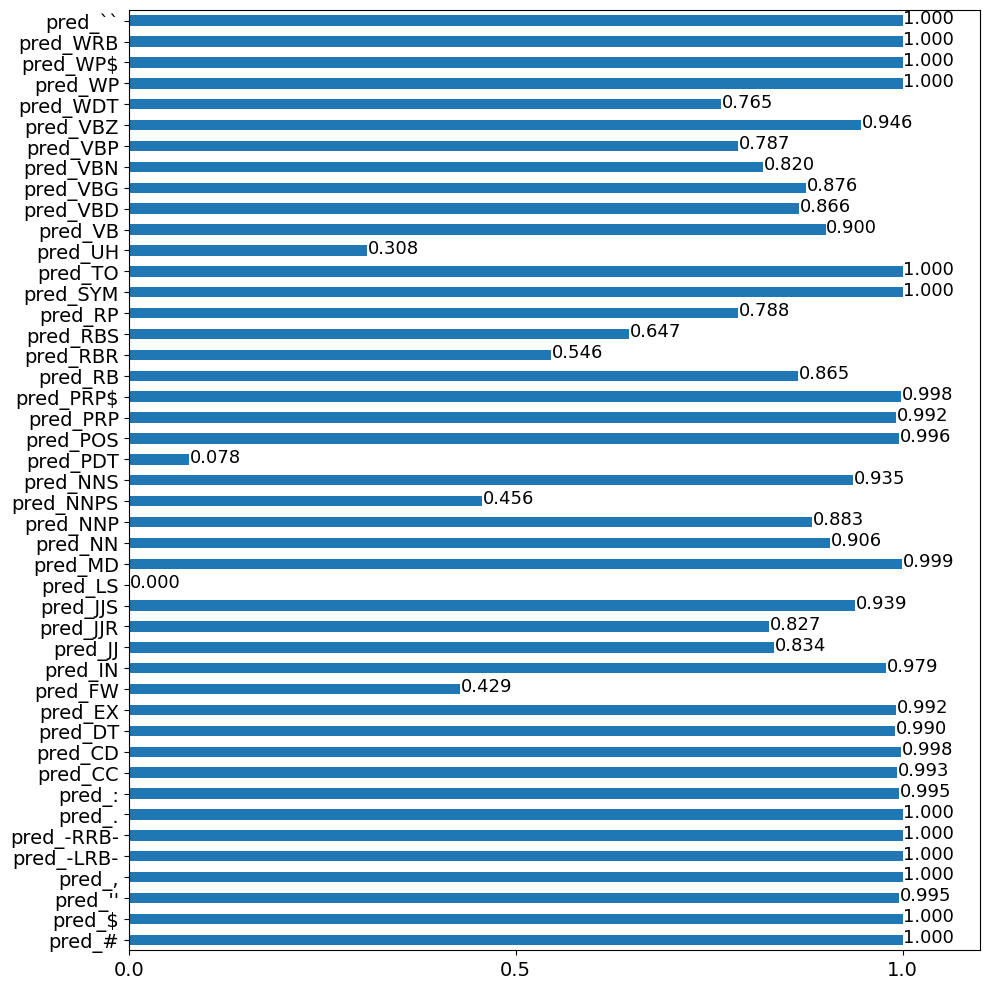 pred_`` 1.000
pred_WRB 1.000
pred_WP$ 1.000
pred_WP 1.000
pred_WDT 0.765
pred_VBZ 0.946
pred_VBP 0.787
pred_VBN 0.820
pred_VBG 0.876
pred_VBD 0.866
pred_VB 0.900
pred_UH 0.308
pred_TO 1.000
pred_SYM 1.000
pred_RP 0.788
pred_RBS 0.647
pred_RBR 0.546
pred_RB 0.865
pred_PRP$ 0.998
pred_PRP 0.992
pred_POS 0.996
pred_PDT 0.078
pred_NNS 0.935
pred_NNPS 0.456
pred_NNP 0.883
pred_NN 0.906
pred_MD 0.999
pred_LS 0.000
pred_JJS 0.939
pred_JJR 0.827
pred_JJ 0.834
pred_IN 0.979
pred_FW 0.429
pred_EX 0.992
pred_DT 0.990
pred_CD 0.998
pred_CC 0.993
pred_: 0.995
pred_. 1.000
pred_-RRB- 1.000
pred_-LRB- 1.000
pred_, 1.000
pred_'' 0.995
pred_$ 1.000
pred_# 1.000
0.0 0.5 1.0